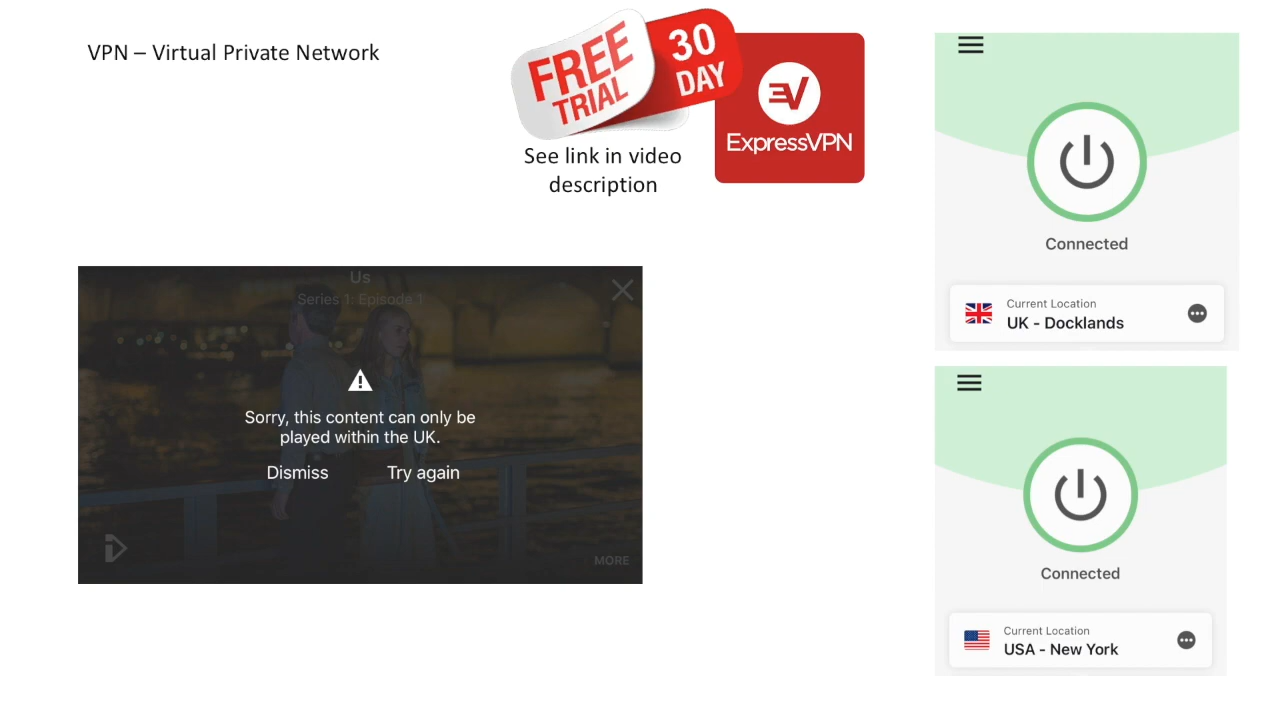 VPN – Virtual Private Network
FREE
TRIAL
30
DAY
EV
ExpressVPN
See link in video
description
Us
Series 1: Episode 1
Sorry, this content can only be
played within the UK.
Dismiss
Try again
MORE
Connected
Current Location
UK - Docklands
Connected
Current Location
USA - New York